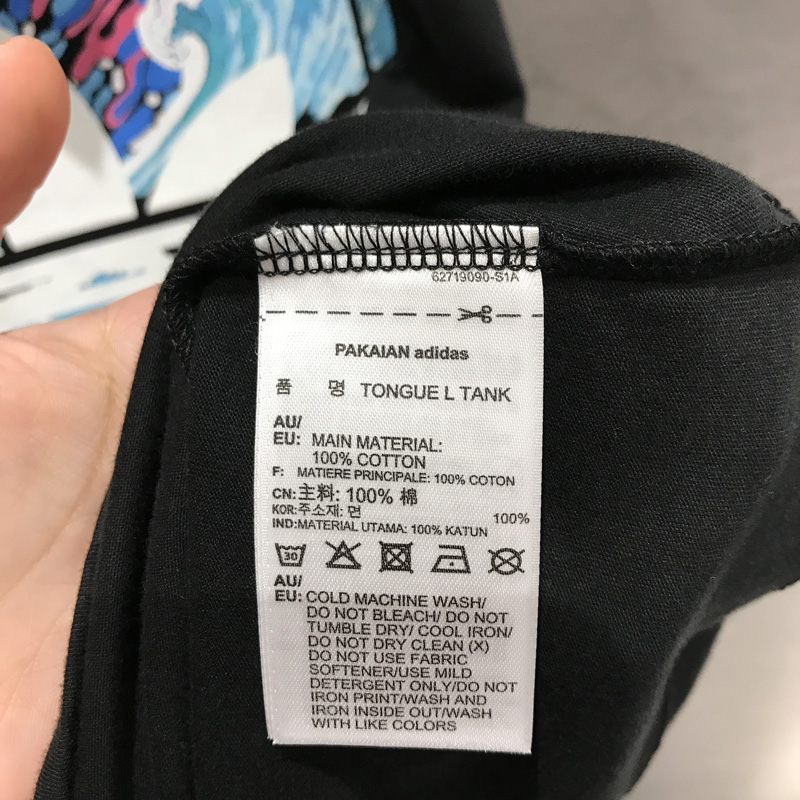 62719090-S1A
PAKAIAN adidas
품 명 TONGUE L TANK
AU/
EU: MAIN MATERIAL:
100% COTTON
F: MATIERE PRINCIPALE: 100% COTON
CN:主料: 100% 棉
KOR:주소재: 면 100%
IND:MATERIAL UTAMA: 100% KATUN
30
AU/
EU: COLD MACHINE WASH/
DO NOT BLEACH/ DO NOT
TUMBLE DRY/ COOL IRON/
DO NOT DRY CLEAN (X)
DO NOT USE FABRIC
SOFTENER/USE MILD
DETERGENT ONLY/DO NOT
IRON PRINT/WASH AND
IRON INSIDE OUT/WASH
WITH LIKE COLORS